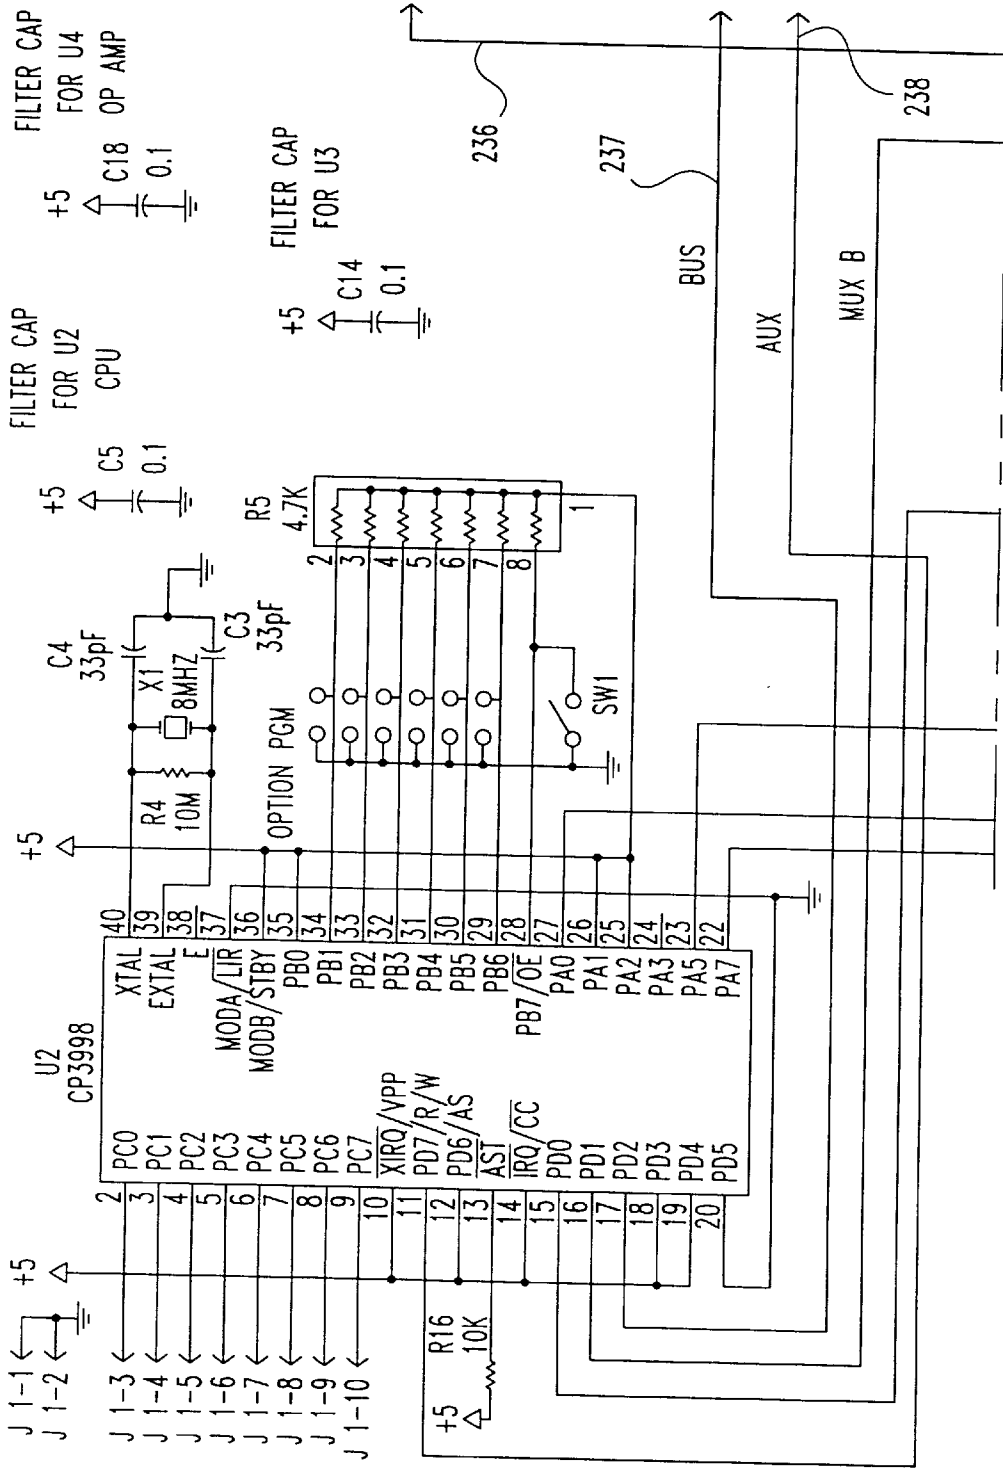 FILTER CAP
FOR U4
OP AMP
+5
C18
0.1
FILTER CAP
FOR U3
+5
C14
0.1
FILTER CAP
FOR U2
CPU
+5
C5
0.1
236
237
238
BUS
AUX
MUX B
C4
33pF
X1
8MHZ
C3
33pF
R4
10M
+5
OPTION PGM
R5
4.7K
2
3
4
5
6
7
8
1
SW1
U2
CP3998
40 XTAL
39 EXTAL
38 E
37 MODA/LIR
36 MODB/STBY
35 PB0
34 PB1
33 PB2
32 PB3
31 PB4
30 PB5
29 PB6
28 PB7/OE
27 PA0
26 PA1
25 PA2
24 PA3
23 PA5
22 PA7
2 PC0
3 PC1
4 PC2
5 PC3
6 PC4
7 PC5
8 PC6
9 PC7
10 XIRQ/VPP
11 PD7/R/W
12 PD6/AS
13 AST
14 IRQ/CC
15 PD0
16 PD1
17 PD2
18 PD3
19 PD4
20 PD5
+5
J 1-1
J 1-2
J 1-3
J 1-4
J 1-5
J 1-6
J 1-7
J 1-8
J 1-9
J 1-10
R16
10K
+5